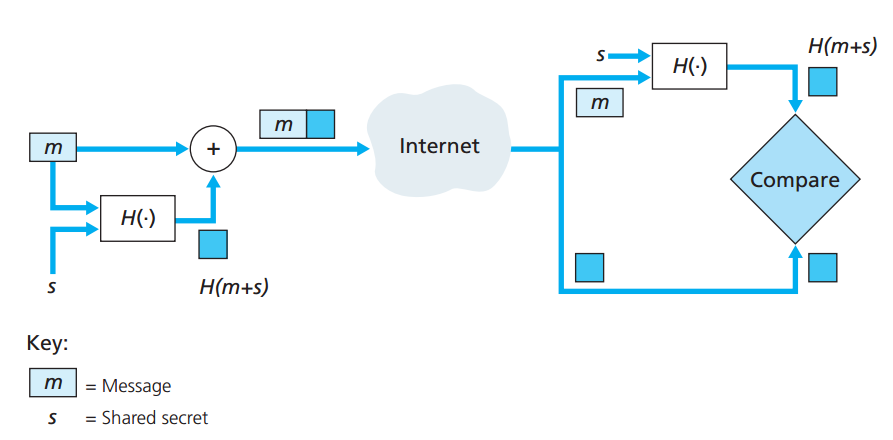 m
H(·)
s
H(m+s)
+
m
Internet
s
H(·)
m
H(m+s)
Compare
Key:
m = Message
s = Shared secret